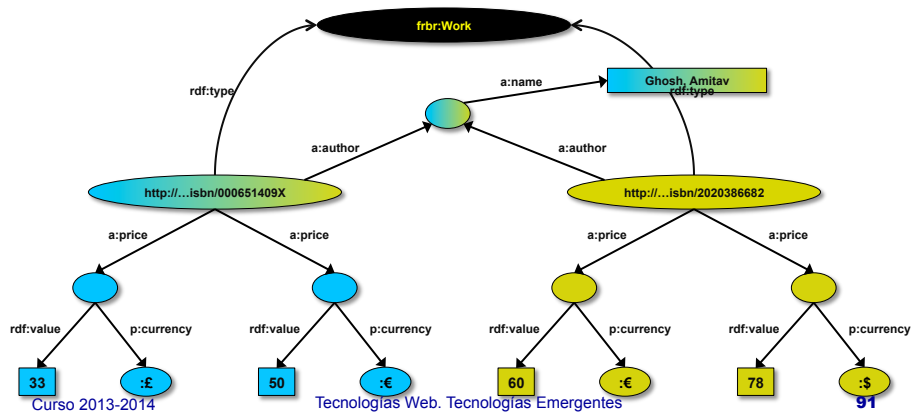 frbr:Work
rdf:type
a:name
Ghosh, Amitav
rdf:type
a:author
a:author
http://…isbn/000651409X
http://…isbn/2020386682
a:price
a:price
a:price
a:price
rdf:value
p:currency
rdf:value
p:currency
rdf:value
p:currency
rdf:value
p:currency
33
:£
50
:€
60
:€
78
:$
Curso 2013-2014
Tecnologías Web. Tecnologías Emergentes
91